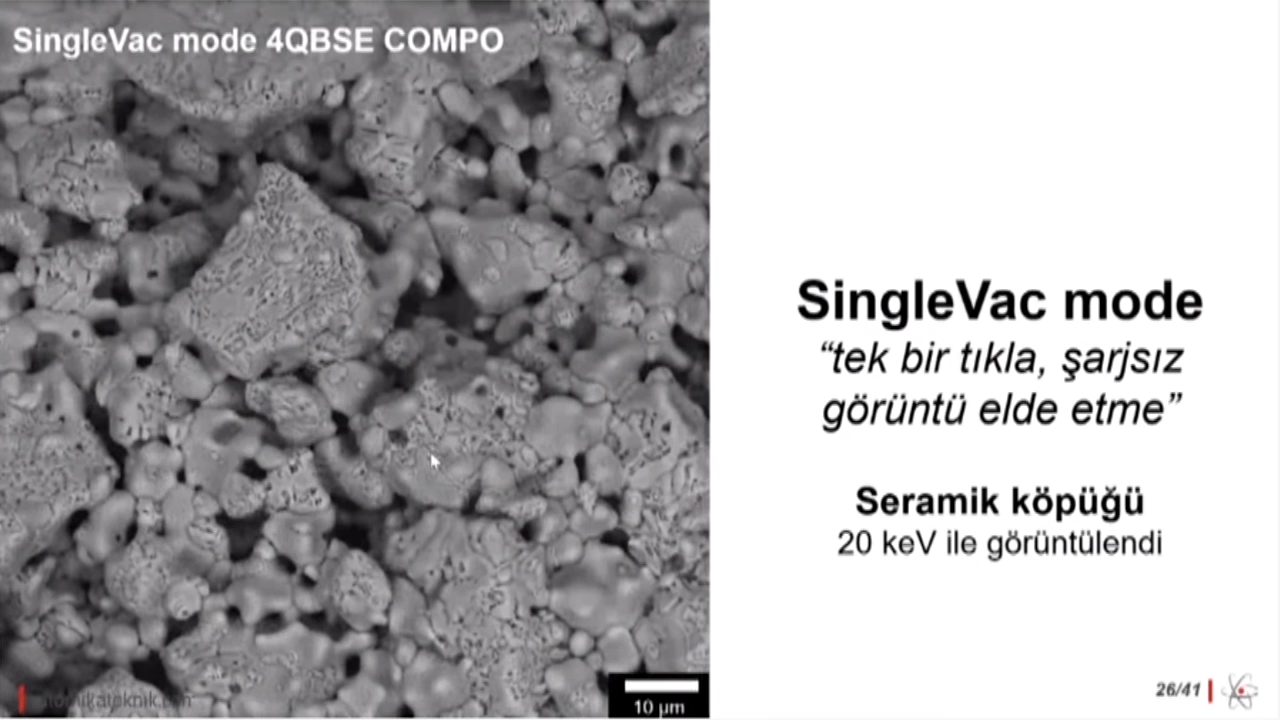 SingleVac mode 4QBSE COMPO
SingleVac mode
“tek bir tıkla, şarjsız
görüntü elde etme”
Seramik köpüğü
20 keV ile görüntülendi
10 µm
26/41